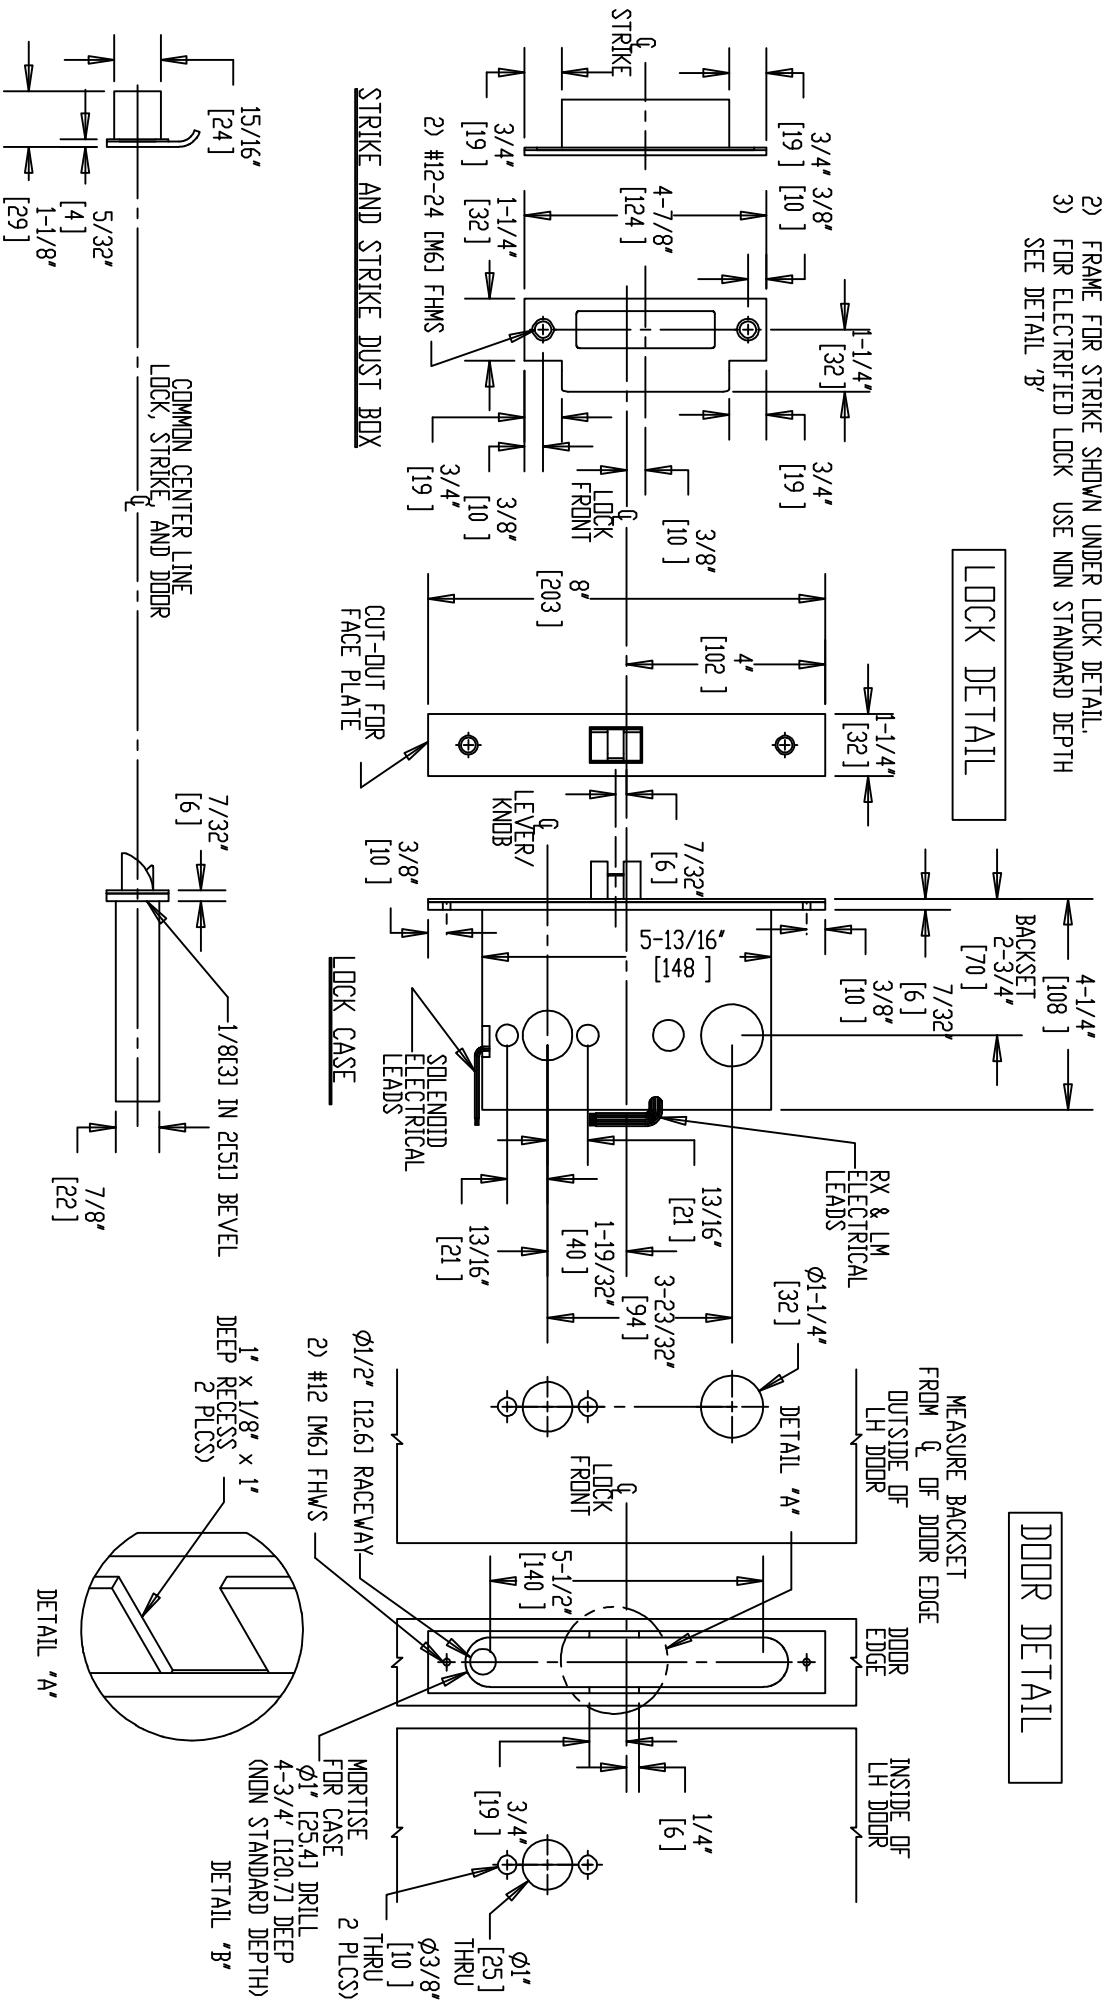 2) FRAME FOR STRIKE SHOWN UNDER LOCK DETAIL.
3) FOR ELECTRIFIED LOCK USE NON STANDARD DEPTH
SEE DETAIL 'B'
LOCK DETAIL
DOOR DETAIL
℄
STRIKE
3/4"
[19 ]
3/4"
[19 ]
STRIKE AND STRIKE DUST BOX
2) #12-24 [M6] FHMS
3/8"
[10 ]
4-7/8"
[124 ]
1-1/4"
[32 ]
1-1/4"
[32 ]
3/4"
[19 ]
3/4"
[19 ]
3/8"
[10 ]
3/8"
[10 ]
℄
LOCK
FRONT
8"
[203 ]
4"
[102 ]
1-1/4"
[32 ]
CUT-OUT FOR
FACE PLATE
7/32"
[6 ]
℄
LEVER/
KNOB
3/8"
[10 ]
4-1/4"
[108 ]
BACKSET
2-3/4"
[70 ]
7/32"
[6 ]
3/8"
[10 ]
5-13/16"
[148 ]
LOCK CASE
SOLENOID
ELECTRICAL
LEADS
RX & LM
ELECTRICAL
LEADS
13/16"
[21 ]
13/16"
[21 ]
1-19/32"
[40 ]
3-23/32"
[94 ]
Ø1-1/4"
[32 ]
MEASURE BACKSET
FROM ℄ OF DOOR EDGE
OUTSIDE OF
LH DOOR
DETAIL "A"
℄
LOCK
FRONT
5-1/2"
[140 ]
DOOR
EDGE
Ø1/2" [12.6] RACEWAY
2) #12 [M6] FHWS
1" x 1/8" x 1"
DEEP RECESS
2 PLCS)
DETAIL "A"
INSIDE OF
LH DOOR
1/4"
[6 ]
3/4"
[19 ]
MORTISE
FOR CASE
Ø1" [25.4] DRILL
4-3/4' [120.7] DEEP
(NON STANDARD DEPTH)
DETAIL "B"
Ø1"
[25 ]
THRU
Ø3/8"
[10 ]
THRU
2 PLCS)
15/16"
[24 ]
5/32"
[4 ]
1-1/8"
[29 ]
COMMON CENTER LINE
LOCK, STRIKE, AND DOOR
℄
7/32"
[6 ]
1/8[3] IN 2[51] BEVEL
7/8"
[22 ]